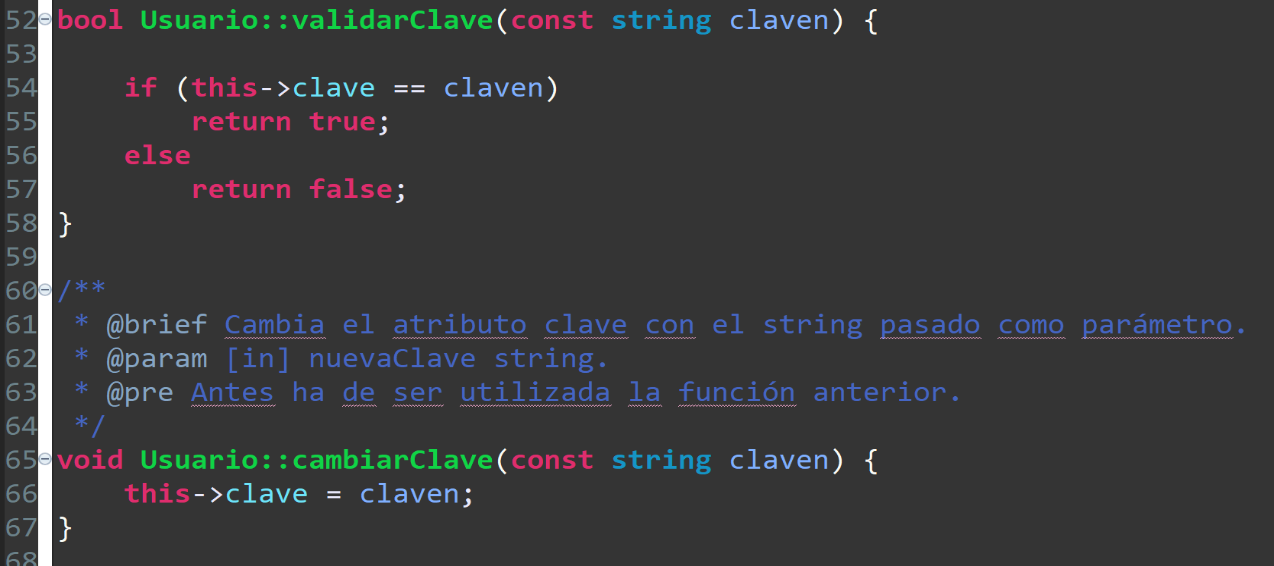 52 bool Usuario::validarClave(const string claven) {
53
54     if (this->clave == claven)
55         return true;
56     else
57         return false;
58 }
59
60 /**
61  * @brief Cambia el atributo clave con el string pasado como parámetro.
62  * @param [in] nuevaClave string.
63  * @pre Antes ha de ser utilizada la función anterior.
64  */
65 void Usuario::cambiarClave(const string claven) {
66     this->clave = claven;
67 }
68